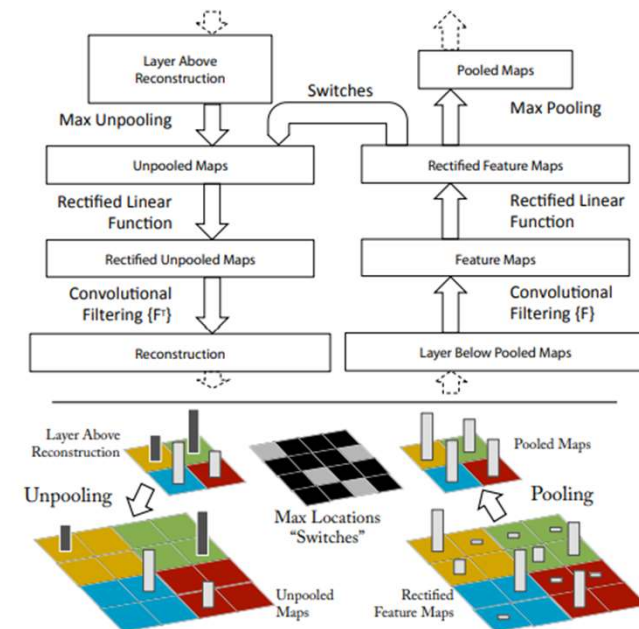 Layer Above
Reconstruction
Max Unpooling
Unpooled Maps
Rectified Linear
Function
Rectified Unpooled Maps
Convolutional
Filtering {Fᵀ}
Reconstruction
Switches
Pooled Maps
Max Pooling
Rectified Feature Maps
Rectified Linear
Function
Feature Maps
Convolutional
Filtering {F}
Layer Below Pooled Maps
Layer Above
Reconstruction
Unpooling
Unpooled
Maps
Max Locations
"Switches"
Pooled Maps
Pooling
Rectified
Feature Maps